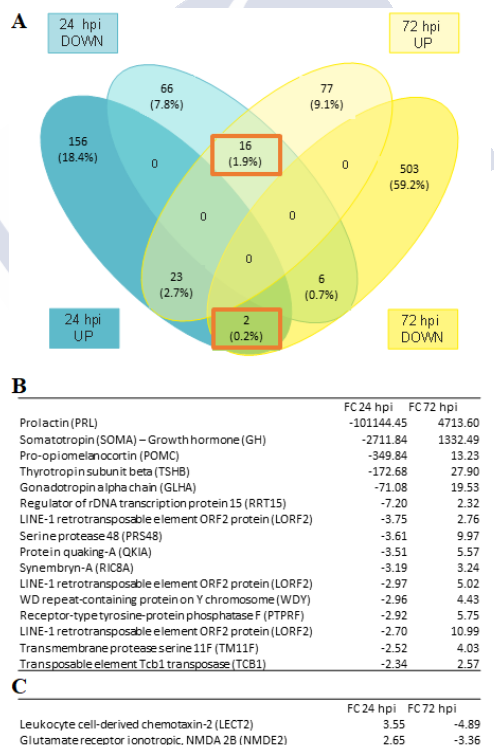 A
24 hpi
DOWN
72 hpi
UP
66
(7.8%)
77
(9.1%)
156
(18.4%)
16
(1.9%)
503
(59.2%)
0
0
0
0
0
23
(2.7%)
6
(0.7%)
2
(0.2%)
24 hpi
UP
72 hpi
DOWN
B
FC 24 hpi FC 72 hpi
Prolactin (PRL) -101144.45 4713.60
Somatotropin (SOMA) – Growth hormone (GH) -2711.84 1332.49
Pro-opiomelanocortin (POMC) -349.84 13.23
Thyrotropin subunit beta (TSHB) -172.68 27.90
Gonadotropin alpha chain (GLHA) -71.08 19.53
Regulator of rDNA transcription protein 15 (RRT15) -7.20 2.32
LINE-1 retrotransposable element ORF2 protein (LORF2) -3.75 2.76
Serine protease 48 (PRS48) -3.61 9.97
Protein quaking-A (QKIA) -3.51 5.57
Synembryn-A (RIC8A) -3.19 3.24
LINE-1 retrotransposable element ORF2 protein (LORF2) -2.97 5.02
WD repeat-containing protein on Y chromosome (WDY) -2.96 4.43
Receptor-type tyrosine-protein phosphatase F (PTPRF) -2.92 5.75
LINE-1 retrotransposable element ORF2 protein (LORF2) -2.70 10.99
Transmembrane protease serine 11F (TM11F) -2.52 4.03
Transposable element Tcb1 transposase (TCB1) -2.34 2.57
C
FC 24 hpi FC 72 hpi
Leukocyte cell-derived chemotaxin-2 (LECT2) 3.55 -4.89
Glutamate receptor ionotropic, NMDA 2B (NMDE2) 2.65 -3.36